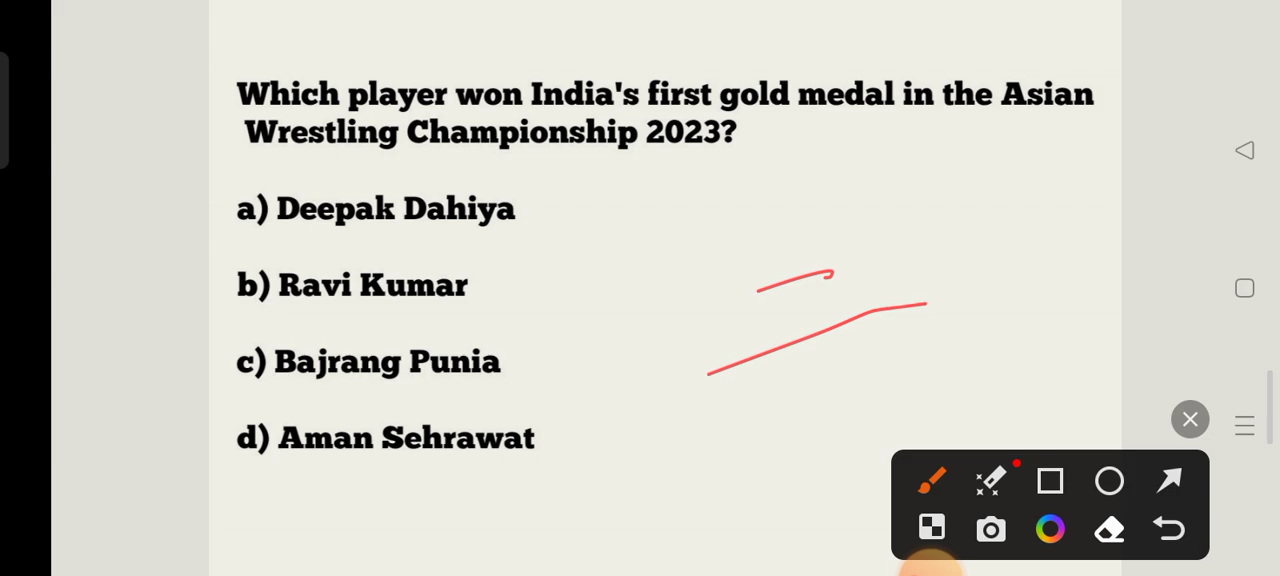 Which player won India's first gold medal in the Asian
Wrestling Championship 2023?
a) Deepak Dahiya
b) Ravi Kumar
c) Bajrang Punia
d) Aman Sehrawat